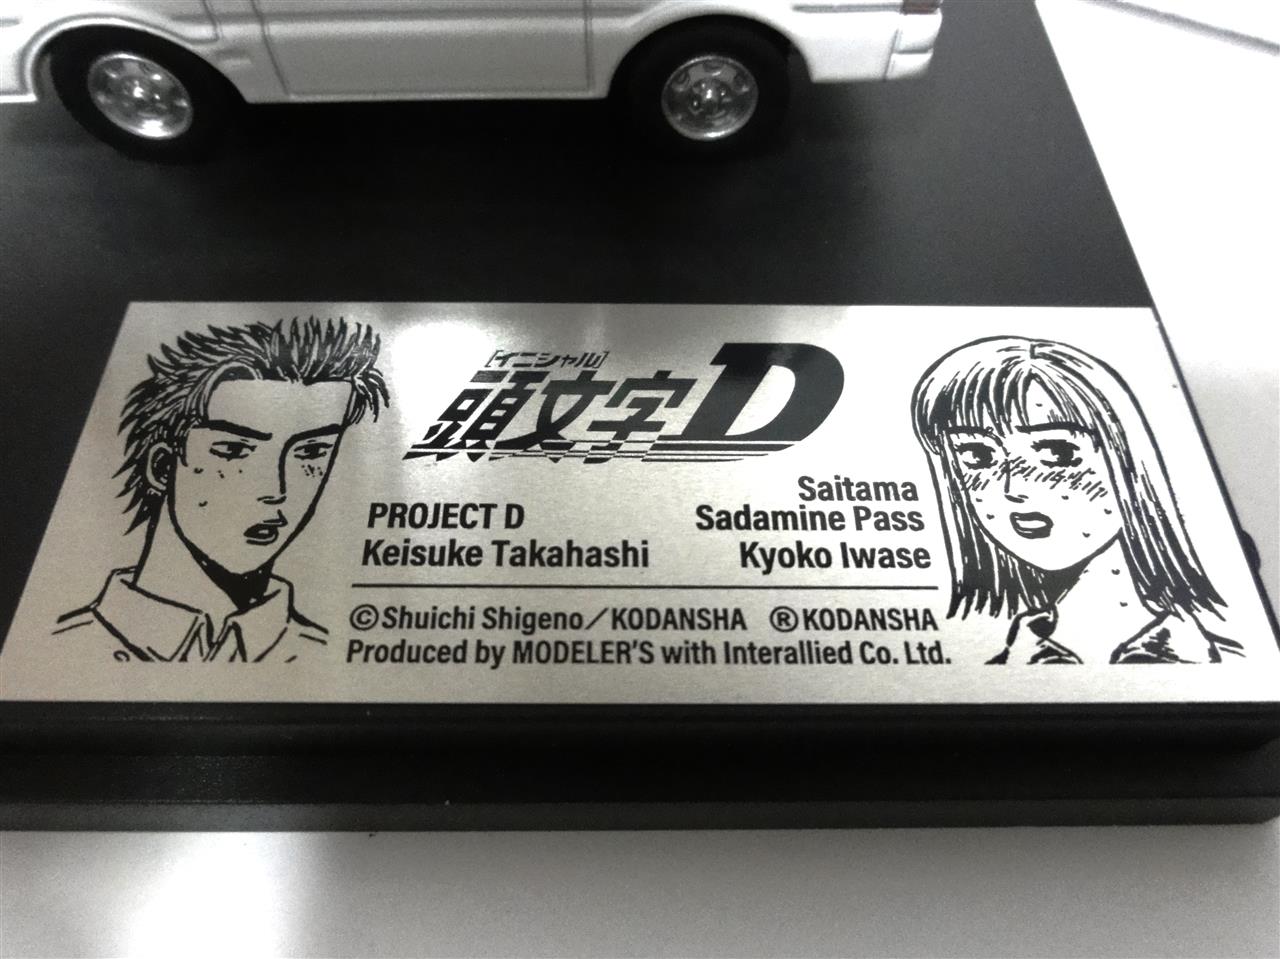 [イニシャル]
頭文字D
PROJECT D
Keisuke Takahashi
Saitama
Sadamine Pass
Kyoko Iwase
©Shuichi Shigeno／KODANSHA ®KODANSHA
Produced by MODELER'S with Interallied Co. Ltd.